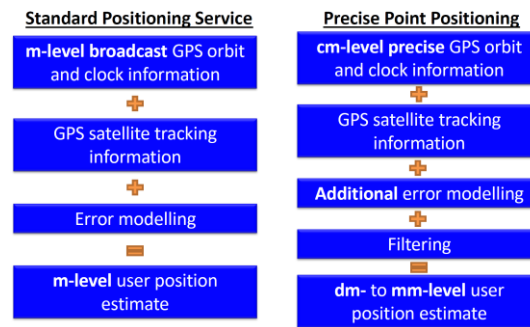 Standard Positioning Service
m-level broadcast GPS orbit
and clock information
+
GPS satellite tracking
information
+
Error modelling
=
m-level user position
estimate
Precise Point Positioning
cm-level precise GPS orbit
and clock information
+
GPS satellite tracking
information
+
Additional error modelling
+
Filtering
=
dm- to mm-level user
position estimate